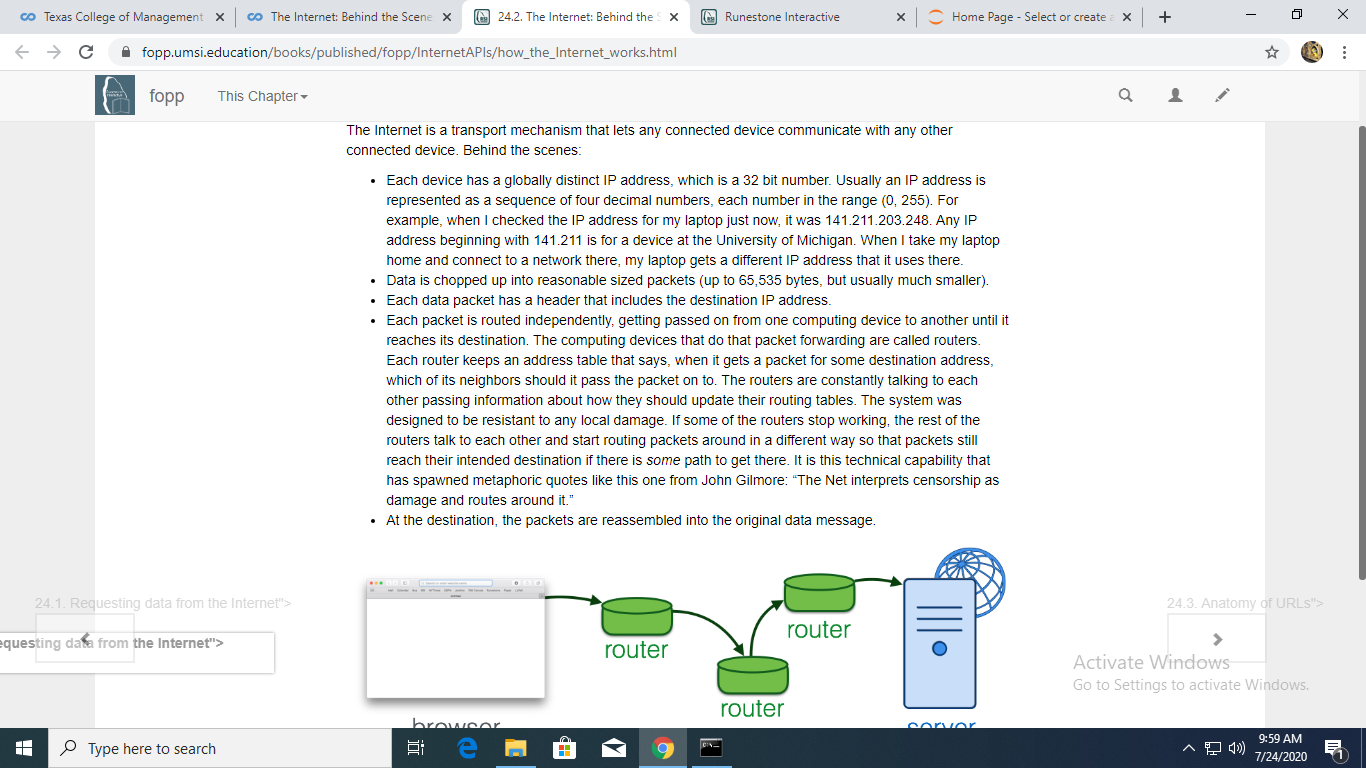 Texas College of Management
The Internet: Behind the Scene
24.2. The Internet: Behind the S
Runestone Interactive
Home Page - Select or create a
fopp.umsi.education/books/published/fopp/InternetAPIs/how_the_Internet_works.html
fopp
This Chapter
The Internet is a transport mechanism that lets any connected device communicate with any other
connected device. Behind the scenes:
• Each device has a globally distinct IP address, which is a 32 bit number. Usually an IP address is
represented as a sequence of four decimal numbers, each number in the range (0, 255). For
example, when I checked the IP address for my laptop just now, it was 141.211.203.248. Any IP
address beginning with 141.211 is for a device at the University of Michigan. When I take my laptop
home and connect to a network there, my laptop gets a different IP address that it uses there.
• Data is chopped up into reasonable sized packets (up to 65,535 bytes, but usually much smaller).
• Each data packet has a header that includes the destination IP address.
• Each packet is routed independently, getting passed on from one computing device to another until it
reaches its destination. The computing devices that do that packet forwarding are called routers.
Each router keeps an address table that says, when it gets a packet for some destination address,
which of its neighbors should it pass the packet on to. The routers are constantly talking to each
other passing information about how they should update their routing tables. The system was
designed to be resistant to any local damage. If some of the routers stop working, the rest of the
routers talk to each other and start routing packets around in a different way so that packets still
reach their intended destination if there is some path to get there. It is this technical capability that
has spawned metaphoric quotes like this one from John Gilmore: “The Net interprets censorship as
damage and routes around it.”
• At the destination, the packets are reassembled into the original data message.
router
router
router
browser
server
24.1. Requesting data from the Internet">
equesting data from the Internet">
24.3. Anatomy of URLs">
Activate Windows
Go to Settings to activate Windows.
Type here to search
9:59 AM
7/24/2020
1